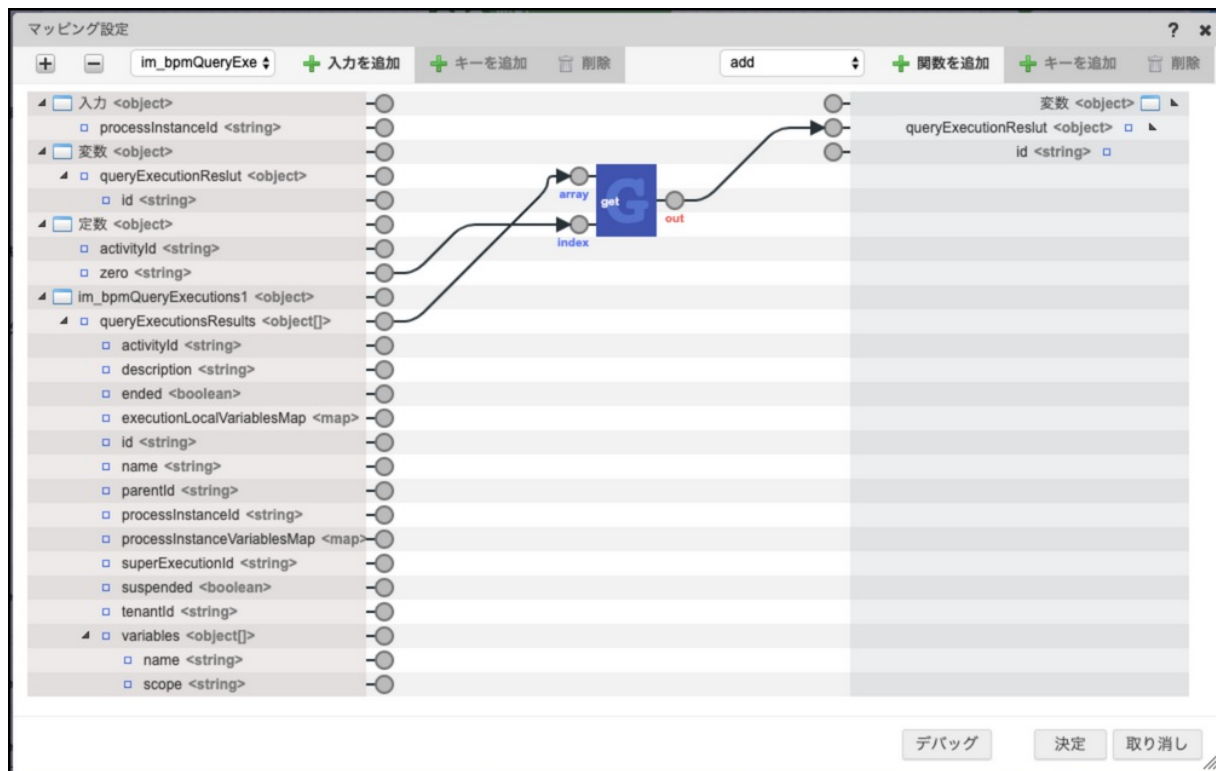 マッピング設定 ? ×
im_bpmQueryExe 入力を追加 キーを追加 削除 add 関数を追加 キーを追加 削除
入力 <object> 変数 <object>
processInstanceId <string> queryExecutionReslut <object>
変数 <object> id <string>
queryExecutionReslut <object>
id <string>
定数 <object>
activityId <string>
zero <string>
im_bpmQueryExecutions1 <object>
queryExecutionsResults <object[]>
activityId <string>
description <string>
ended <boolean>
executionLocalVariablesMap <map>
id <string>
name <string>
parentId <string>
processInstanceId <string>
processInstanceVariablesMap <map>
superExecutionId <string>
suspended <boolean>
tenantId <string>
variables <object[]>
name <string>
scope <string>
array
G
get
out
index
デバッグ 決定 取り消し